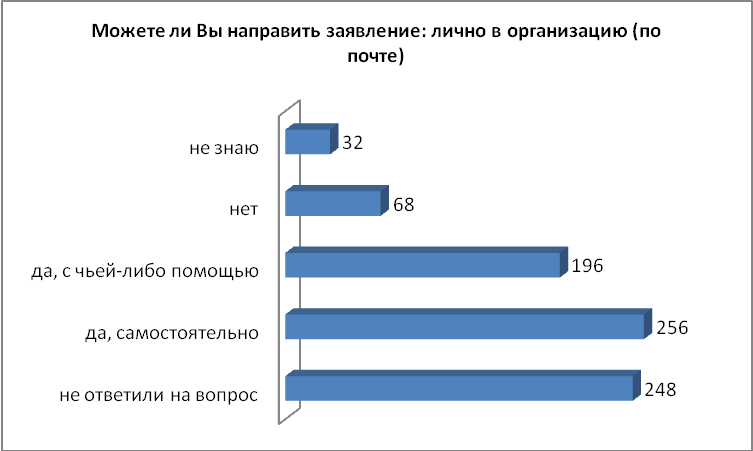 Можете ли Вы направить заявление: лично в организацию (по
почте)
не знаю 32
нет 68
да, с чьей-либо помощью 196
да, самостоятельно 256
не ответили на вопрос 248